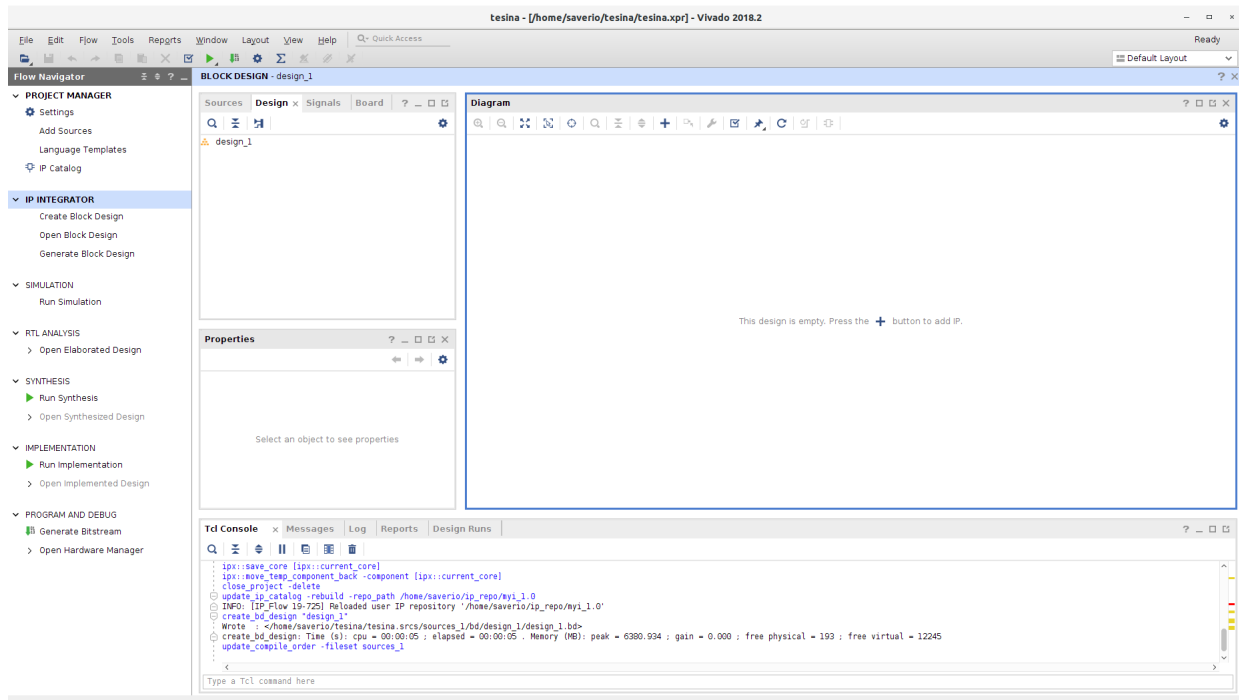 tesina - [/home/saverio/tesina/tesina.xpr] - Vivado 2018.2
File Edit Flow Tools Reports Window Layout View Help Quick Access Ready
Default Layout
Flow Navigator
PROJECT MANAGER
Settings
Add Sources
Language Templates
IP Catalog
IP INTEGRATOR
Create Block Design
Open Block Design
Generate Block Design
SIMULATION
Run Simulation
RTL ANALYSIS
Open Elaborated Design
SYNTHESIS
Run Synthesis
Open Synthesized Design
IMPLEMENTATION
Run Implementation
Open Implemented Design
PROGRAM AND DEBUG
Generate Bitstream
Open Hardware Manager
BLOCK DESIGN - design_1
Sources Design Signals Board
design_1
Properties
Select an object to see properties
Diagram
This design is empty. Press the + button to add IP.
Tcl Console Messages Log Reports Design Runs
ipx::save_core [ipx::current_core]
ipx::move_temp_component_back -component [ipx::current_core]
close_project -delete
update_ip_catalog -rebuild -repo_path /home/saverio/ip_repo/myi_1.0
INFO: [IP_Flow 19-725] Reloaded user IP repository '/home/saverio/ip_repo/myi_1.0'
create_bd_design "design_1"
Wrote : </home/saverio/tesina/tesina.srcs/sources_1/bd/design_1/design_1.bd>
create_bd_design: Time (s): cpu = 00:00:05 ; elapsed = 00:00:05 . Memory (MB): peak = 6380.934 ; gain = 0.000 ; free physical = 193 ; free virtual = 12245
update_compile_order -fileset sources_1
Type a Tcl command here